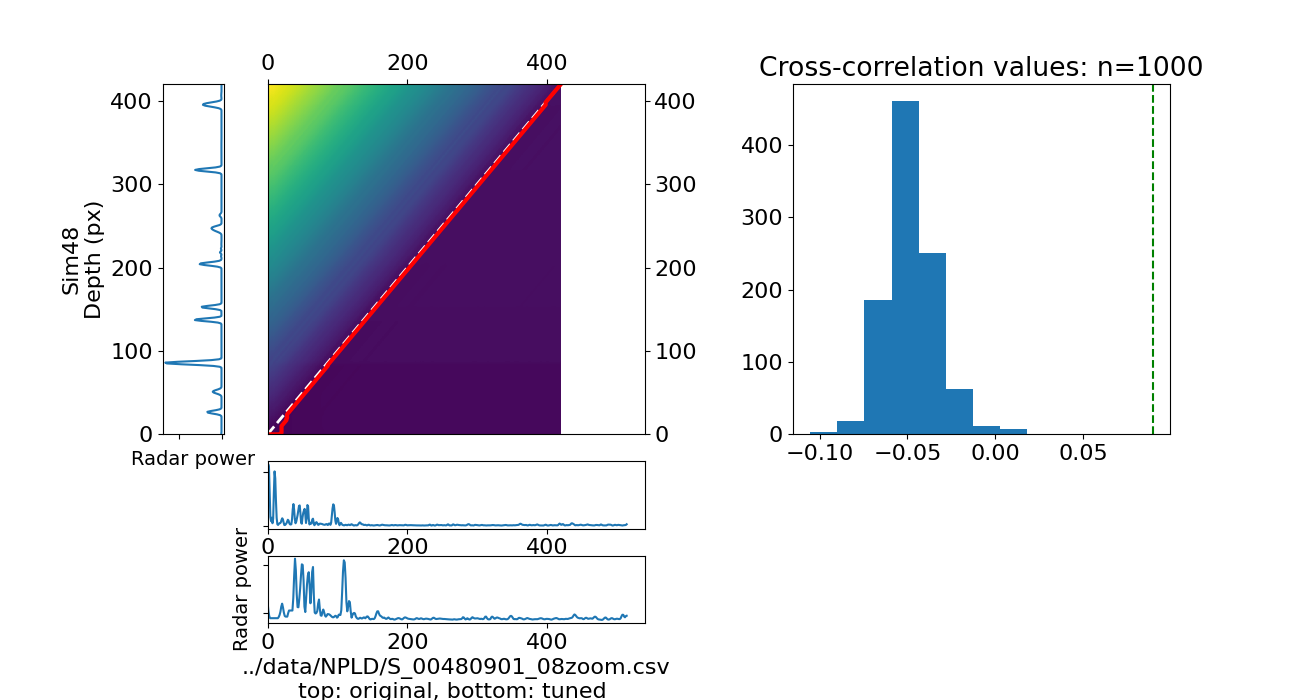 Cross-correlation values: n=1000
0 200 400
400
300
200
100
0
Sim48
Depth (px)
Radar power
400
300
200
100
0
400
300
200
100
0
−0.10 −0.05 0.00 0.05
0 200 400
Radar power
0 200 400
../data/NPLD/S_00480901_08zoom.csv
top: original, bottom: tuned